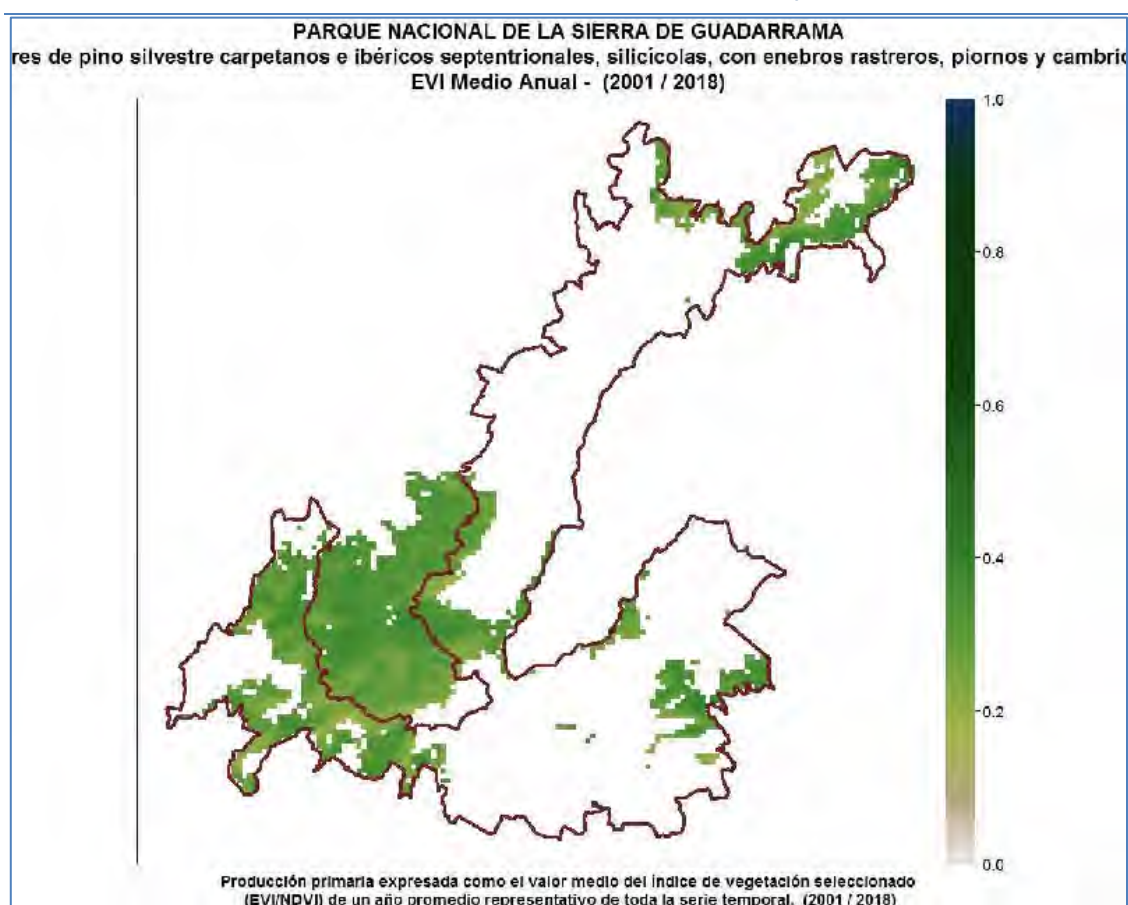 PARQUE NACIONAL DE LA SIERRA DE GUADARRAMA
res de pino silvestre carpetanos e ibéricos septentrionales, silicícolas, con enebros rastreros, piornos y cambric
EVI Medio Anual - (2001 / 2018)
1.0
0.8
0.6
0.4
0.2
0.0
Producción primaria expresada como el valor medio del índice de vegetación seleccionado
(EVI/NDVI) de un año promedio representativo de toda la serie temporal. (2001 / 2018)